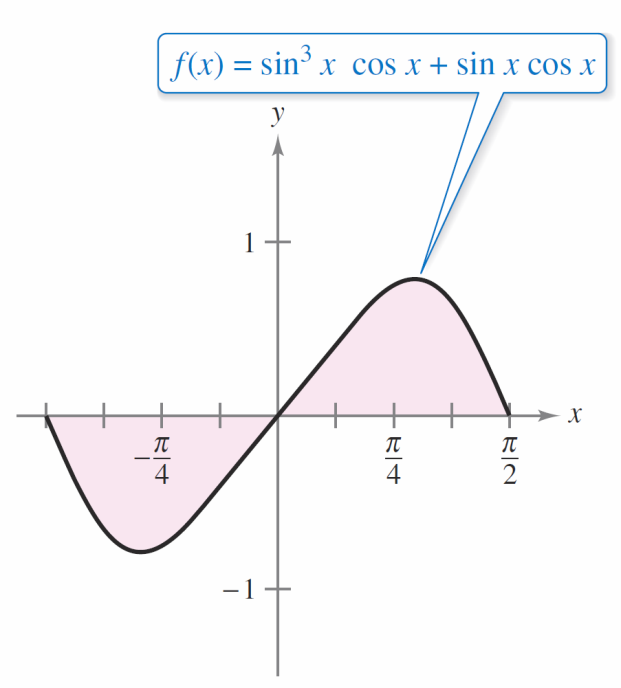 f(x) = sin³ x cos x + sin x cos x
y
1
x
−π/4
π/4
π/2
−1